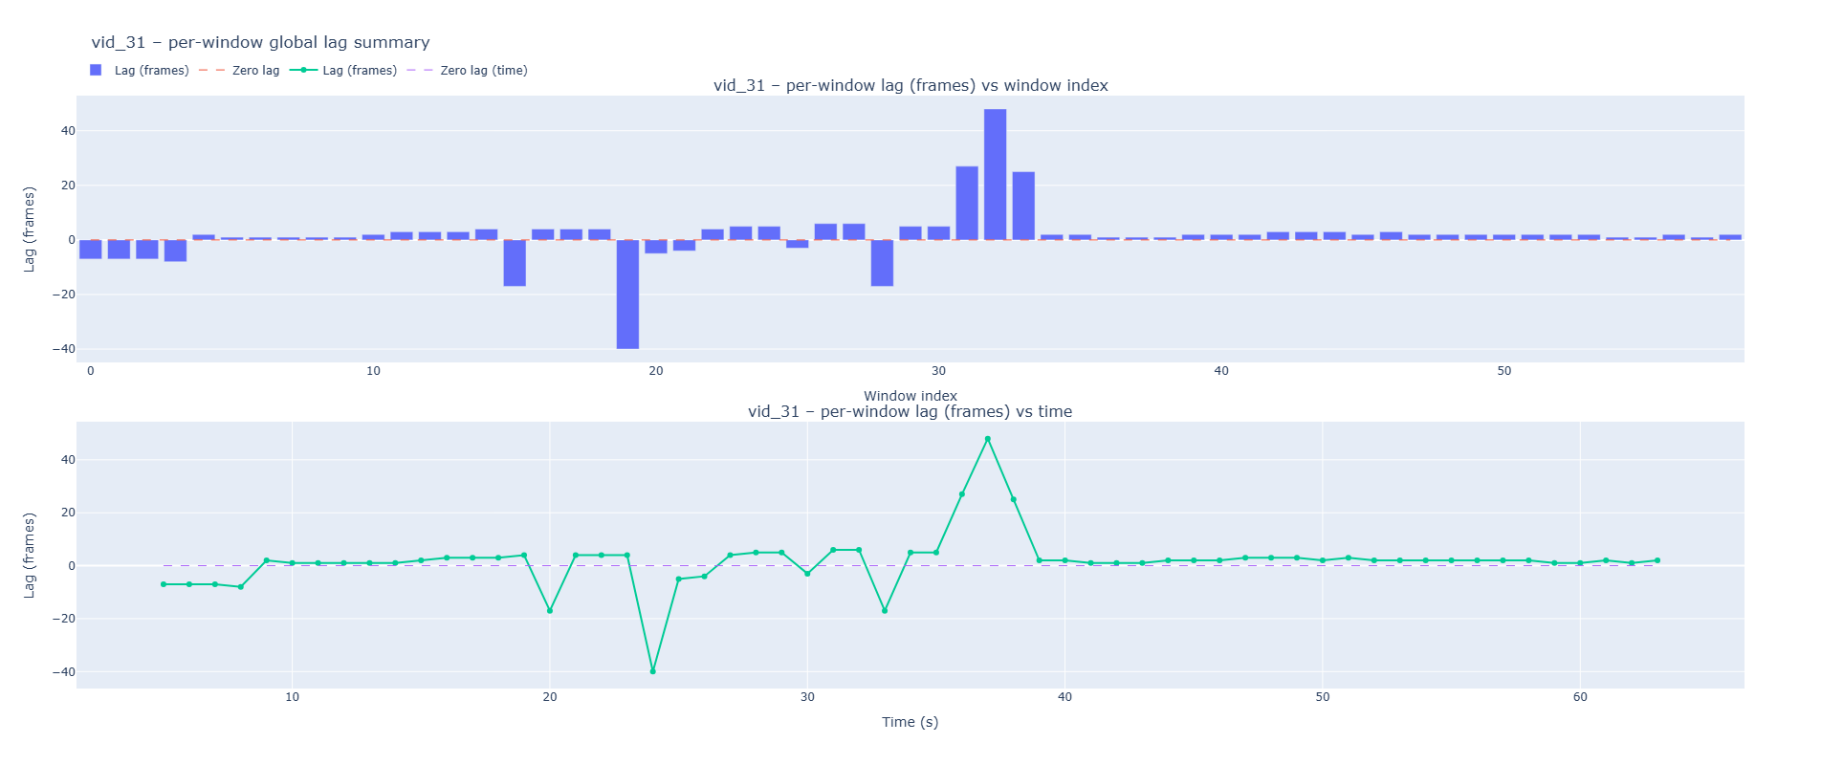 vid_31 – per-window global lag summary
Lag (frames) Zero lag Lag (frames) Zero lag (time)
vid_31 – per-window lag (frames) vs window index
Lag (frames)
40
20
0
−20
−40
0 10 20 30 40 50
Window index
vid_31 – per-window lag (frames) vs time
Lag (frames)
40
20
0
−20
−40
10 20 30 40 50 60
Time (s)